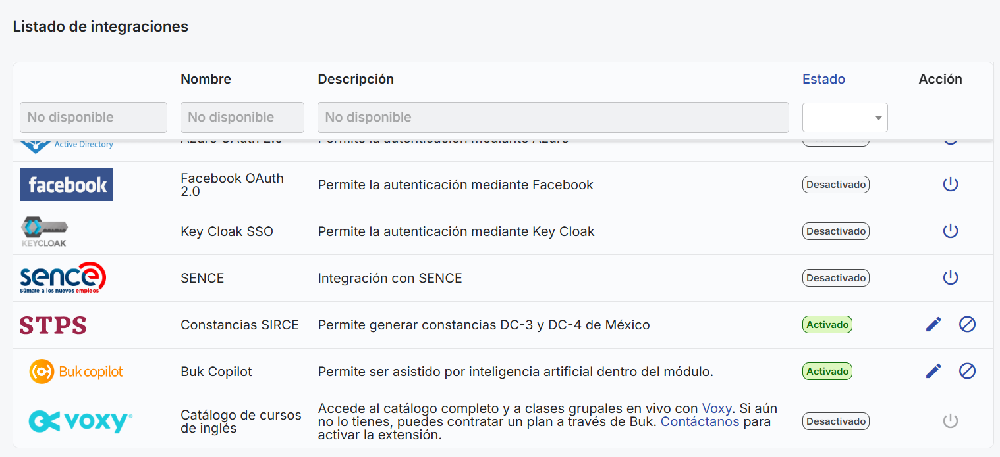 Listado de integraciones
Nombre Descripción Estado Acción
No disponible No disponible No disponible
Active Directory Azure OAuth 2.0 Permite la autenticación mediante Azure Desactivado
facebook Facebook OAuth
2.0 Permite la autenticación mediante Facebook Desactivado
KEYCLOAK Key Cloak SSO Permite la autenticación mediante Key Cloak Desactivado
sence
Súmate a los nuevos empleos SENCE Integración con SENCE Desactivado
STPS Constancias SIRCE Permite generar constancias DC-3 y DC-4 de México Activado
Buk copilot Buk Copilot Permite ser asistido por inteligencia artificial dentro del módulo. Activado
voxy® Catálogo de cursos
de inglés
Accede al catálogo completo y a clases grupales en vivo con Voxy. Si aún
no lo tienes, puedes contratar un plan a través de Buk. Contáctanos para
activar la extensión.
Desactivado